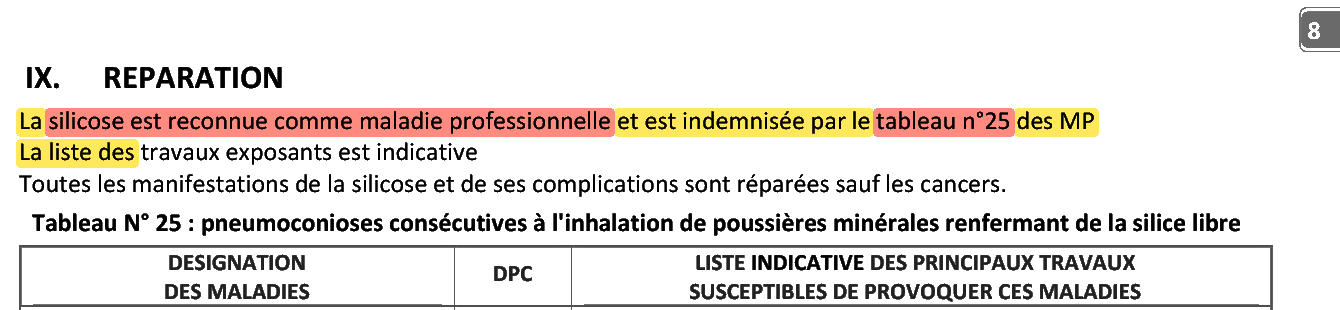 8
IX. REPARATION
La silicose est reconnue comme maladie professionnelle et est indemnisée par le tableau n°25 des MP
La liste des travaux exposants est indicative
Toutes les manifestations de la silicose et de ses complications sont réparées sauf les cancers.
Tableau N° 25 : pneumoconioses consécutives à l'inhalation de poussières minérales renfermant de la silice libre
DESIGNATION
DES MALADIES
DPC
LISTE INDICATIVE DES PRINCIPAUX TRAVAUX
SUSCEPTIBLES DE PROVOQUER CES MALADIES